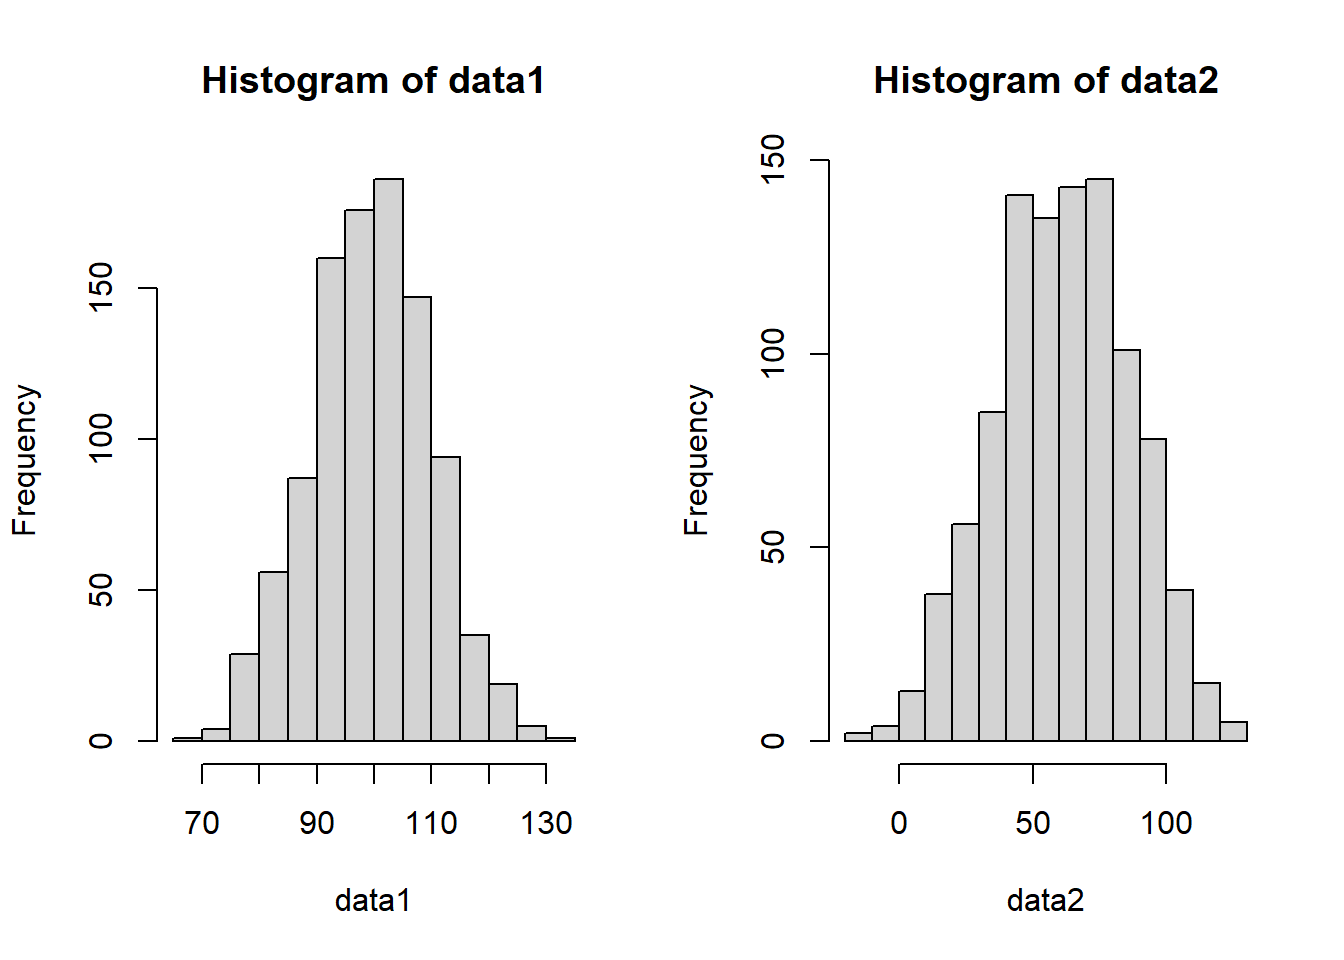 Histogram of data1
Frequency
150
100
50
0
70 90 110 130
data1
Histogram of data2
Frequency
150
100
50
0
0 50 100
data2